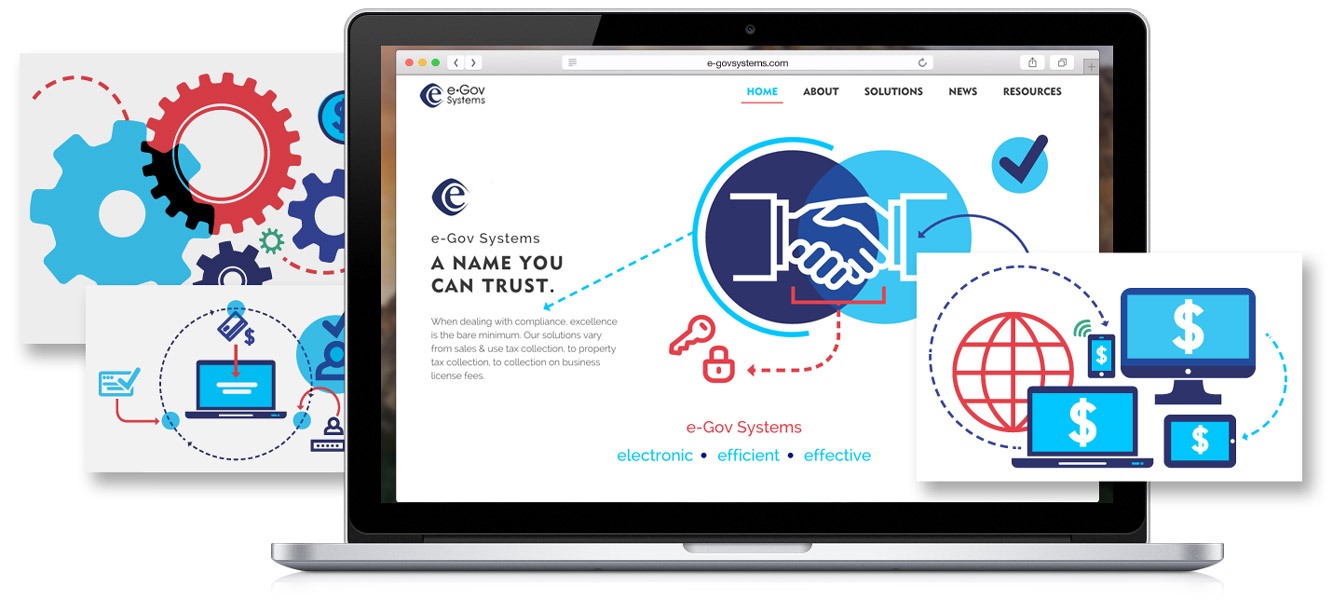 e-govsystems.com
e•Gov
Systems
HOME ABOUT SOLUTIONS NEWS RESOURCES
e-Gov Systems
A NAME YOU
CAN TRUST.
When dealing with compliance, excellence
is the bare minimum. Our solutions vary
from sales & use tax collection, to property
tax collection, to collection on business
license fees.
e-Gov Systems
electronic • efficient • effective
$
$
$
$
$
$